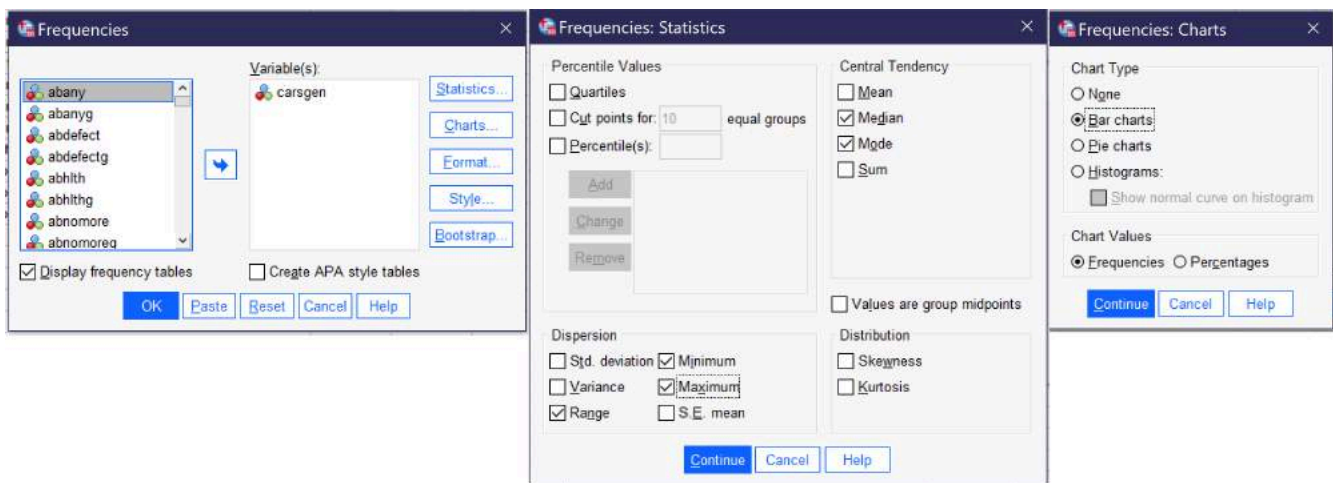 Frequencies
abany
abanyg
abdefect
abdefectg
abhlth
abhlthg
abnomore
abnomoreg
Variable(s):
carsgen
Statistics...
Charts...
Format...
Style...
Bootstrap...
Display frequency tables
Create APA style tables
OK Paste Reset Cancel Help
Frequencies: Statistics
Percentile Values
Quartiles
Cut points for: 10 equal groups
Percentile(s):
Add
Change
Remove
Central Tendency
Mean
Median
Mode
Sum
Values are group midpoints
Dispersion
Std. deviation Minimum
Variance Maximum
Range S.E. mean
Distribution
Skewness
Kurtosis
Continue Cancel Help
Frequencies: Charts
Chart Type
None
Bar charts
Pie charts
Histograms:
Show normal curve on histogram
Chart Values
Frequencies Percentages
Continue Cancel Help